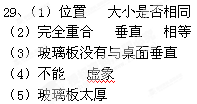 29、(1)位置 大小是否相同
(2)完全重合 垂直 相等
(3)玻璃板没有与桌面垂直
(4)不能 虚象
(5)玻璃板太厚